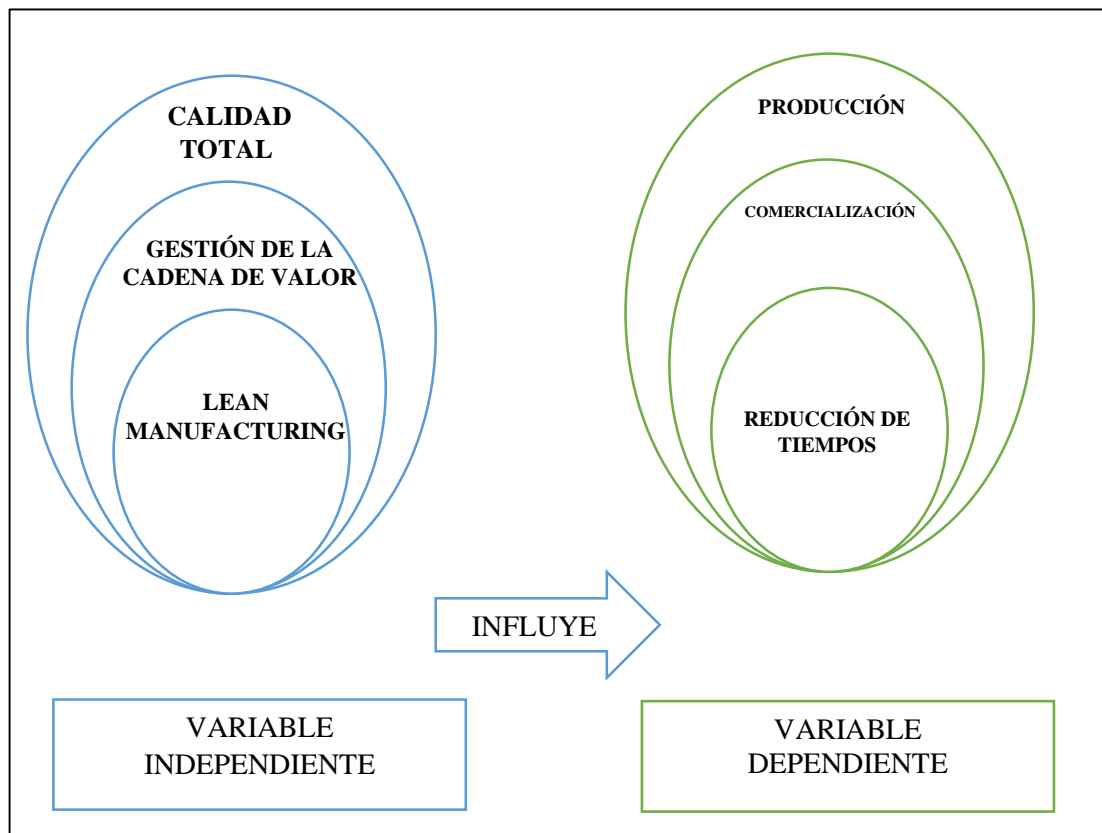 CALIDAD
TOTAL
GESTIÓN DE LA
CADENA DE VALOR
LEAN
MANUFACTURING
PRODUCCIÓN
COMERCIALIZACIÓN
REDUCCIÓN DE
TIEMPOS
INFLUYE
VARIABLE
INDEPENDIENTE
VARIABLE
DEPENDIENTE